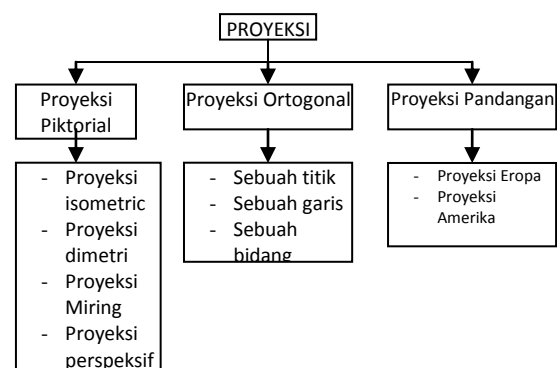 PROYEKSI
Proyeksi
Piktorial
Proyeksi Ortogonal
Proyeksi Pandangan
- Proyeksi
isometric
- Proyeksi
dimetri
- Proyeksi
Miring
- Proyeksi
perspeksif
- Sebuah titik
- Sebuah garis
- Sebuah
bidang
- Proyeksi Eropa
- Proyeksi
Amerika